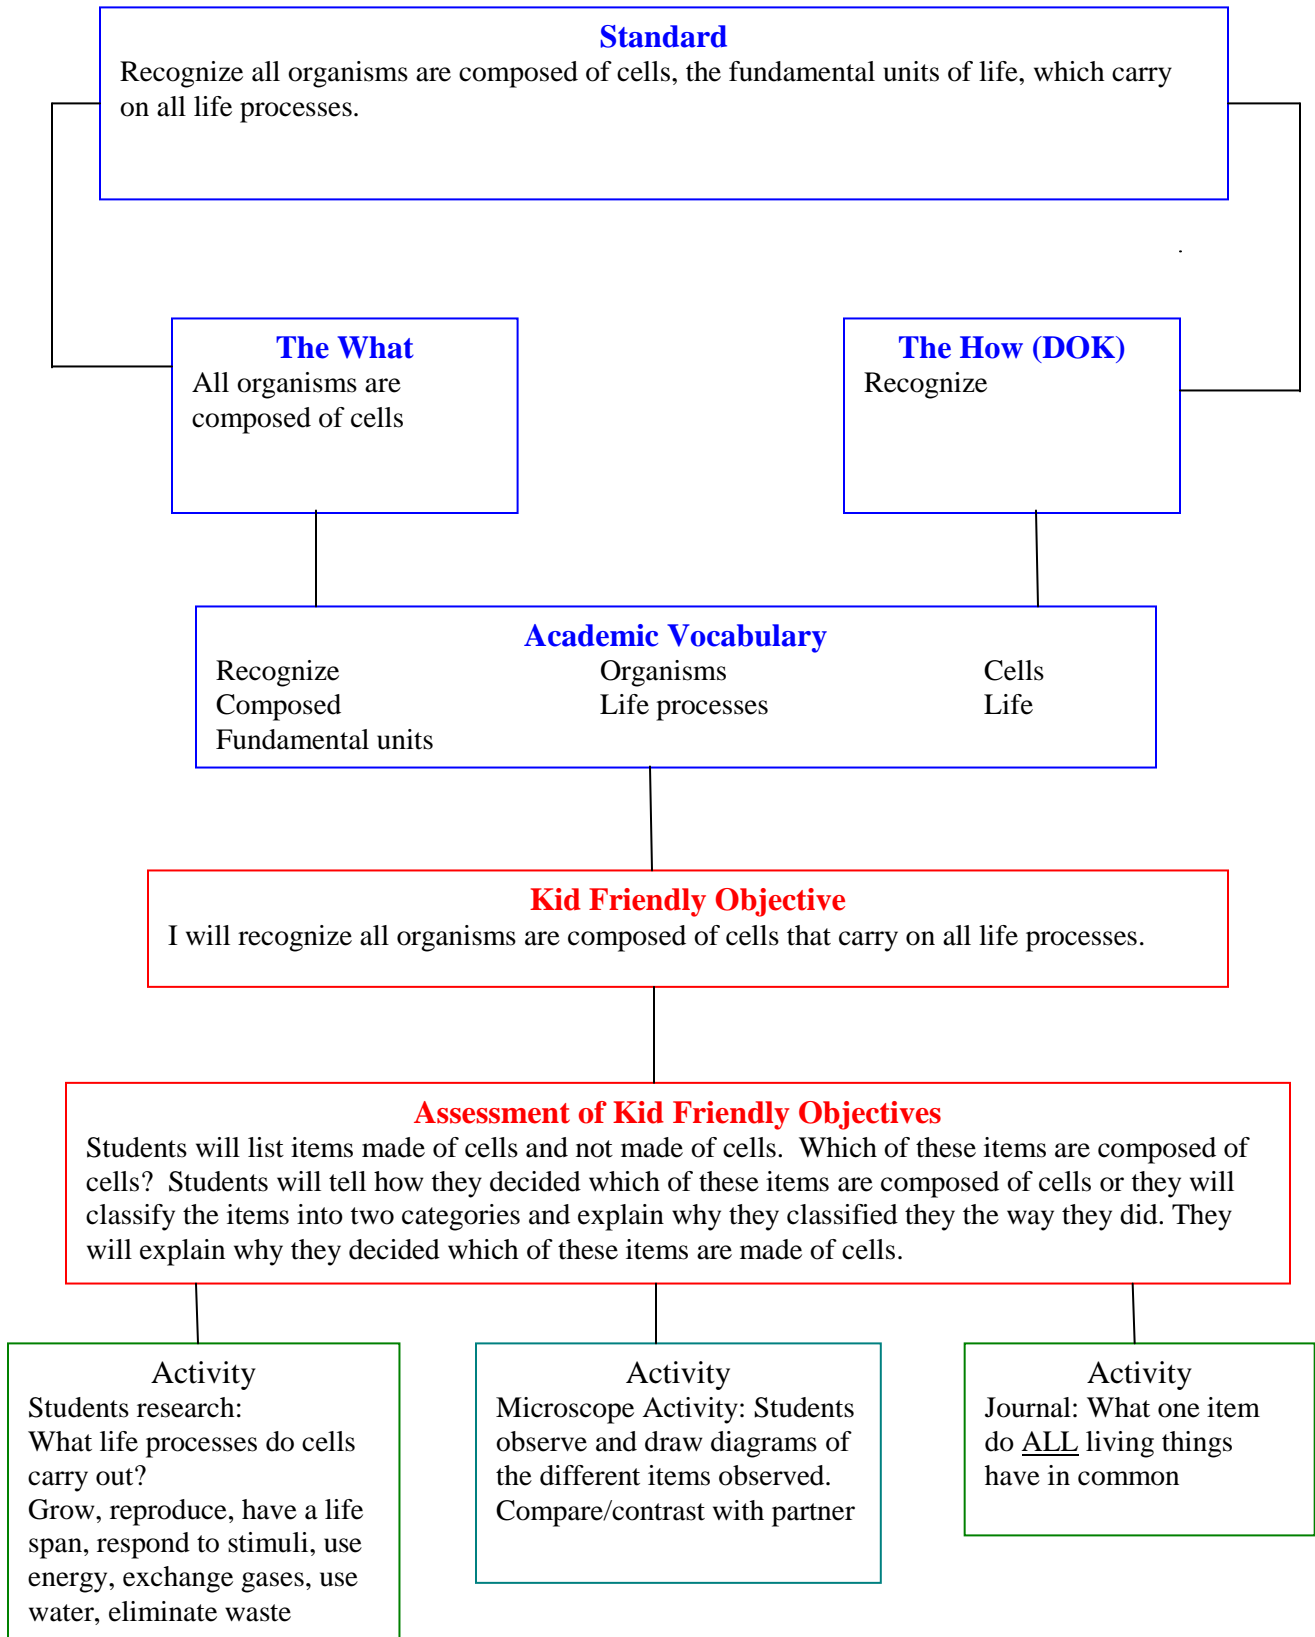 Standard
Recognize all organisms are composed of cells, the fundamental units of life, which carry
on all life processes.
The What
All organisms are
composed of cells
The How (DOK)
Recognize
Academic Vocabulary
Recognize Organisms Cells
Composed Life processes Life
Fundamental units
Kid Friendly Objective
I will recognize all organisms are composed of cells that carry on all life processes.
Assessment of Kid Friendly Objectives
Students will list items made of cells and not made of cells. Which of these items are composed of
cells? Students will tell how they decided which of these items are composed of cells or they will
classify the items into two categories and explain why they classified they the way they did. They
will explain why they decided which of these items are made of cells.
Activity
Students research:
What life processes do cells
carry out?
Grow, reproduce, have a life
span, respond to stimuli, use
energy, exchange gases, use
water, eliminate waste
Activity
Microscope Activity: Students
observe and draw diagrams of
the different items observed.
Compare/contrast with partner
Activity
Journal: What one item
do ALL living things
have in common